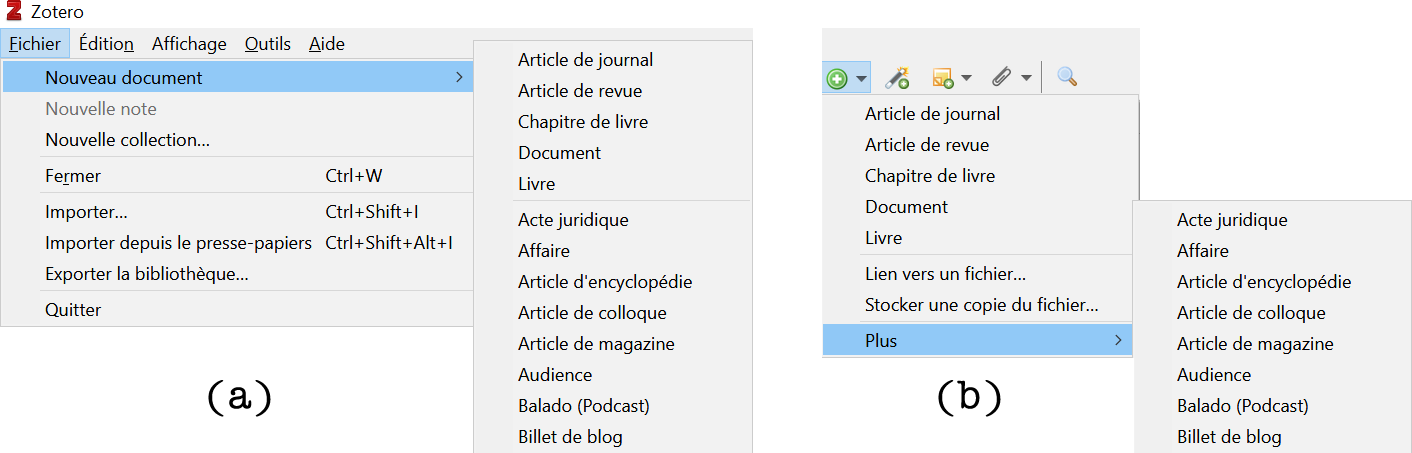 Zotero
Fichier Édition Affichage Outils Aide
Nouveau document
Nouvelle note
Nouvelle collection...
Fermer Ctrl+W
Importer... Ctrl+Shift+I
Importer depuis le presse-papiers Ctrl+Shift+Alt+I
Exporter la bibliothèque...
Quitter
Article de journal
Article de revue
Chapitre de livre
Document
Livre
Acte juridique
Affaire
Article d'encyclopédie
Article de colloque
Article de magazine
Audience
Balado (Podcast)
Billet de blog
(a)
Article de journal
Article de revue
Chapitre de livre
Document
Livre
Lien vers un fichier...
Stocker une copie du fichier...
Plus
Acte juridique
Affaire
Article d'encyclopédie
Article de colloque
Article de magazine
Audience
Balado (Podcast)
Billet de blog
(b)